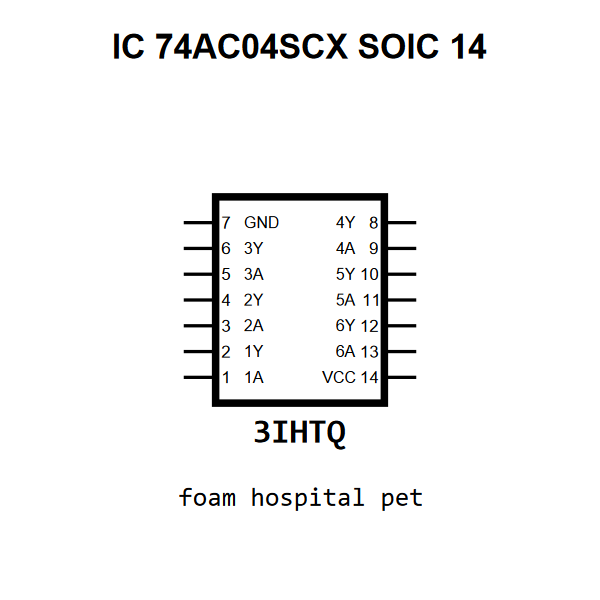 IC 74AC04SCX SOIC 14
7 GND 4Y 8
6 3Y 4A 9
5 3A 5Y 10
4 2Y 5A 11
3 2A 6Y 12
2 1Y 6A 13
1 1A VCC 14
3IHTQ
foam hospital pet